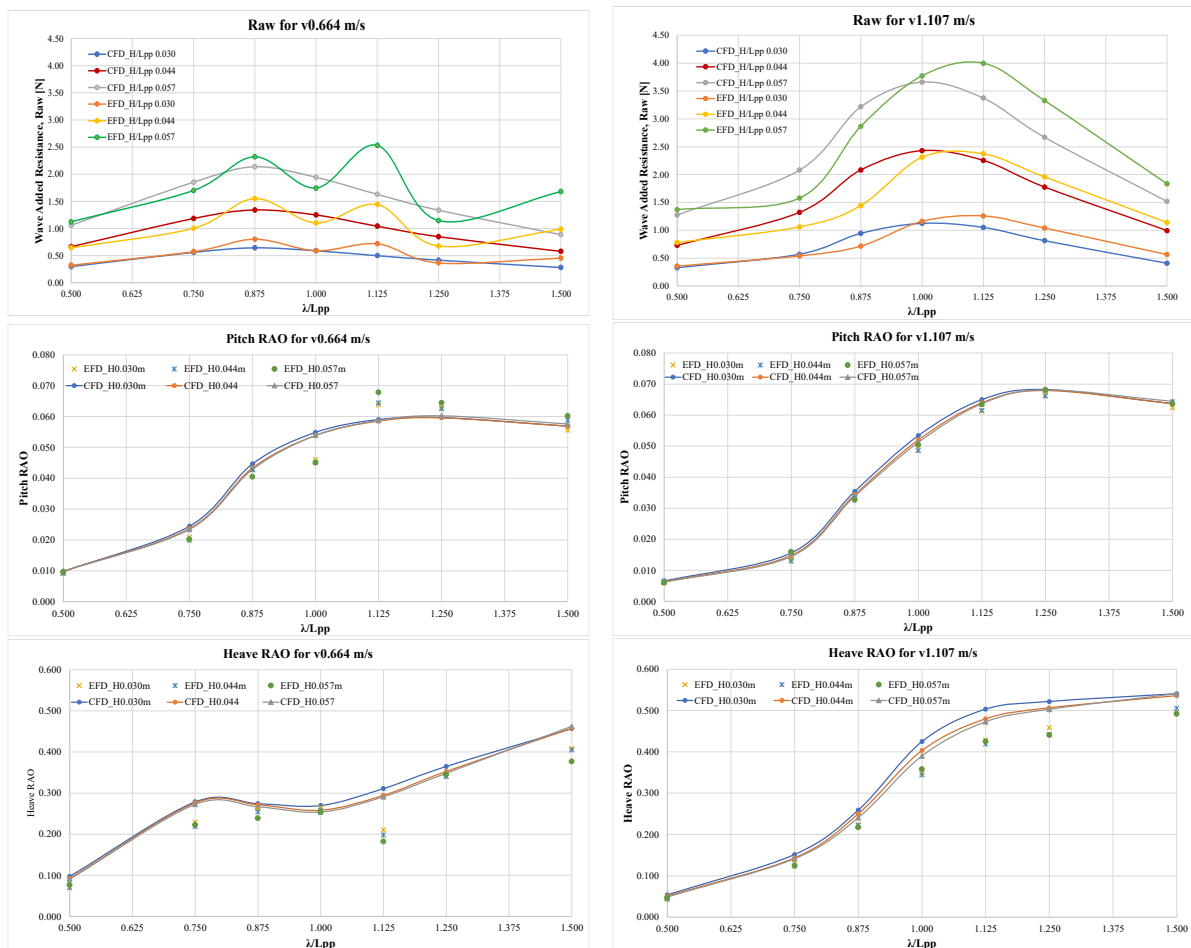 Raw for v0.664 m/s
Wave Added Resistance, Raw [N]
4.50
4.00
3.50
3.00
2.50
2.00
1.50
1.00
0.50
0.00
CFD_H/Lpp 0.030
CFD_H/Lpp 0.044
CFD_H/Lpp 0.057
EFD_H/Lpp 0.030
EFD_H/Lpp 0.044
EFD_H/Lpp 0.057
0.500 0.625 0.750 0.875 1.000 1.125 1.250 1.375 1.500
λ/Lpp
Raw for v1.107 m/s
Wave Added Resistance, Raw [N]
4.50
4.00
3.50
3.00
2.50
2.00
1.50
1.00
0.50
0.00
CFD_H/Lpp 0.030
CFD_H/Lpp 0.044
CFD_H/Lpp 0.057
EFD_H/Lpp 0.030
EFD_H/Lpp 0.044
EFD_H/Lpp 0.057
0.500 0.625 0.750 0.875 1.000 1.125 1.250 1.375 1.500
λ/Lpp
Pitch RAO for v0.664 m/s
Pitch RAO
0.080
0.070
0.060
0.050
0.040
0.030
0.020
0.010
0.000
EFD_H0.030m EFD_H0.044m EFD_H0.057m
CFD_H0.030m CFD_H0.044 CFD_H0.057
0.500 0.625 0.750 0.875 1.000 1.125 1.250 1.375 1.500
λ/Lpp
Pitch RAO for v1.107 m/s
Pitch RAO
0.080
0.070
0.060
0.050
0.040
0.030
0.020
0.010
0.000
EFD_H0.030m EFD_H0.044m EFD_H0.057m
CFD_H0.030m CFD_H0.044m CFD_H0.057m
0.500 0.625 0.750 0.875 1.000 1.125 1.250 1.375 1.500
λ/Lpp
Heave RAO for v0.664 m/s
Heave RAO
0.600
0.500
0.400
0.300
0.200
0.100
0.000
EFD_H0.030m EFD_H0.044m EFD_H0.057m
CFD_H0.030m CFD_H0.044 CFD_H0.057
0.500 0.625 0.750 0.875 1.000 1.125 1.250 1.375 1.500
λ/Lpp
Heave RAO for v1.107 m/s
Heave RAO
0.600
0.500
0.400
0.300
0.200
0.100
0.000
EFD_H0.030m EFD_H0.044m EFD_H0.057m
CFD_H0.030m CFD_H0.044m CFD_H0.057m
0.500 0.625 0.750 0.875 1.000 1.125 1.250 1.375 1.500
λ/Lpp